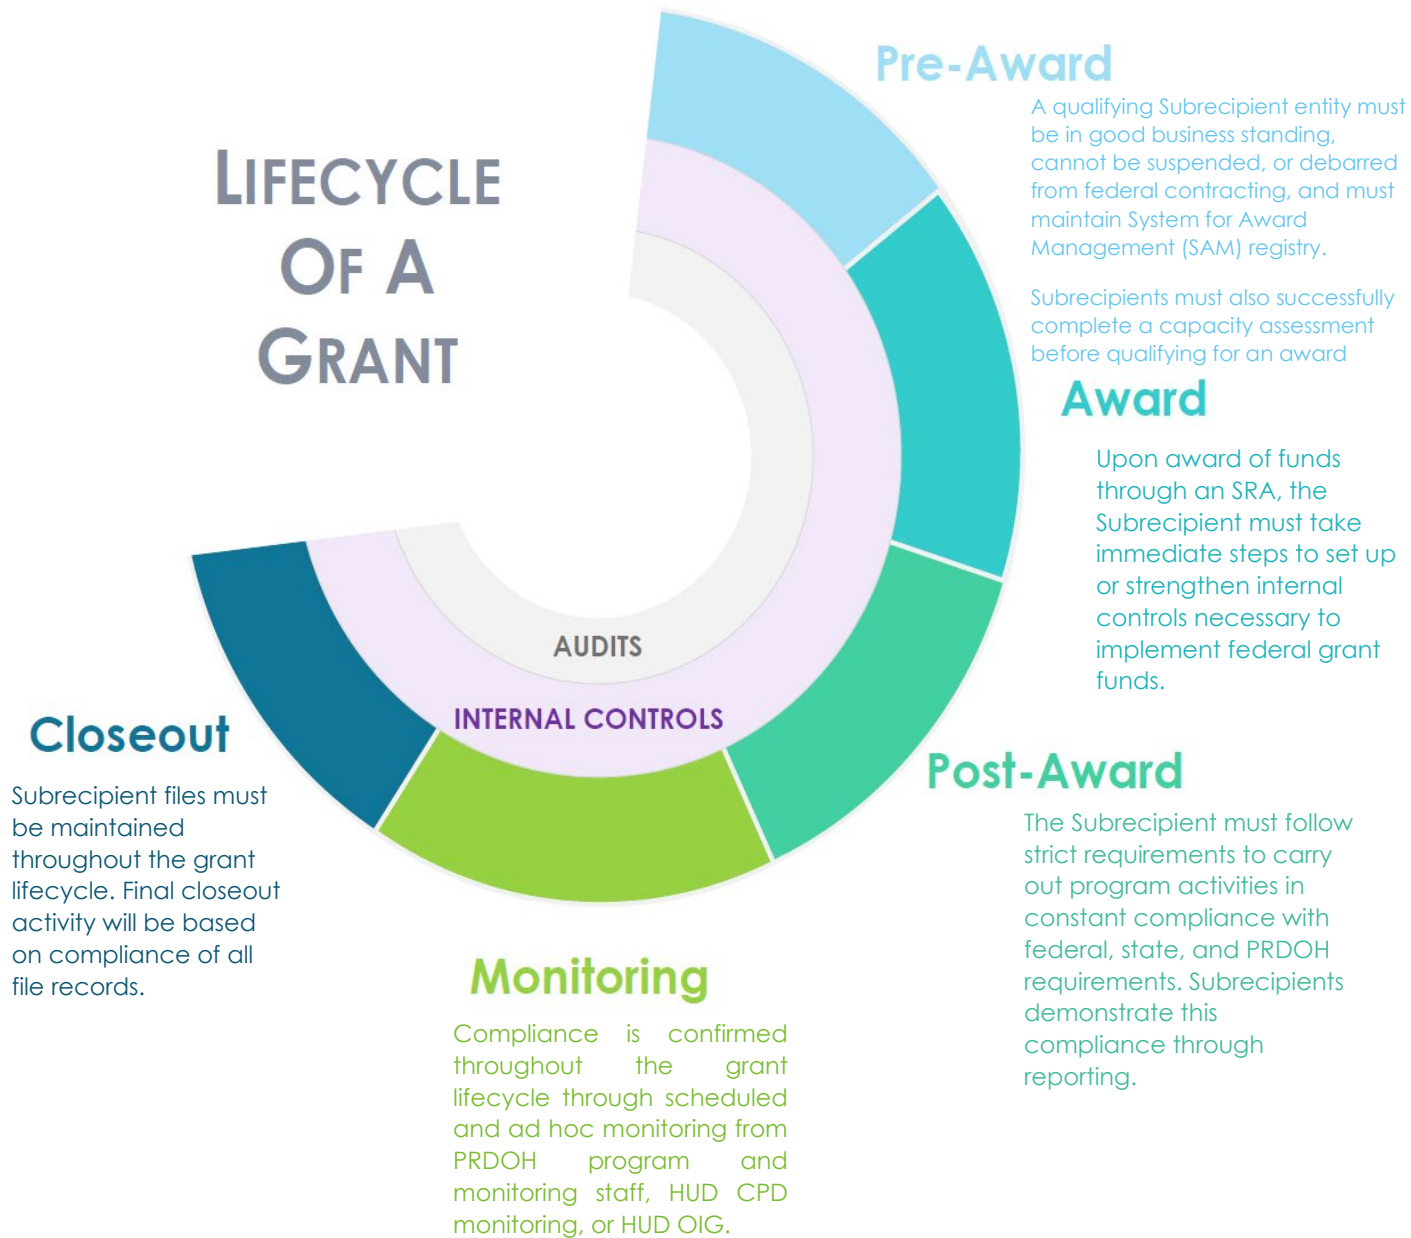 LIFECYCLE
OF A
GRANT
Pre-Award
A qualifying Subrecipient entity must
be in good business standing,
cannot be suspended, or debarred
from federal contracting, and must
maintain System for Award
Management (SAM) registry.
Subrecipients must also successfully
complete a capacity assessment
before qualifying for an award
Award
Upon award of funds
through an SRA, the
Subrecipient must take
immediate steps to set up
or strengthen internal
controls necessary to
implement federal grant
funds.
AUDITS
INTERNAL CONTROLS
Post-Award
The Subrecipient must follow
strict requirements to carry
out program activities in
constant compliance with
federal, state, and PRDOH
requirements. Subrecipients
demonstrate this
compliance through
reporting.
Monitoring
Compliance is confirmed
throughout the grant
lifecycle through scheduled
and ad hoc monitoring from
PRDOH program and
monitoring staff, HUD CPD
monitoring, or HUD OIG.
Closeout
Subrecipient files must
be maintained
throughout the grant
lifecycle. Final closeout
activity will be based
on compliance of all
file records.